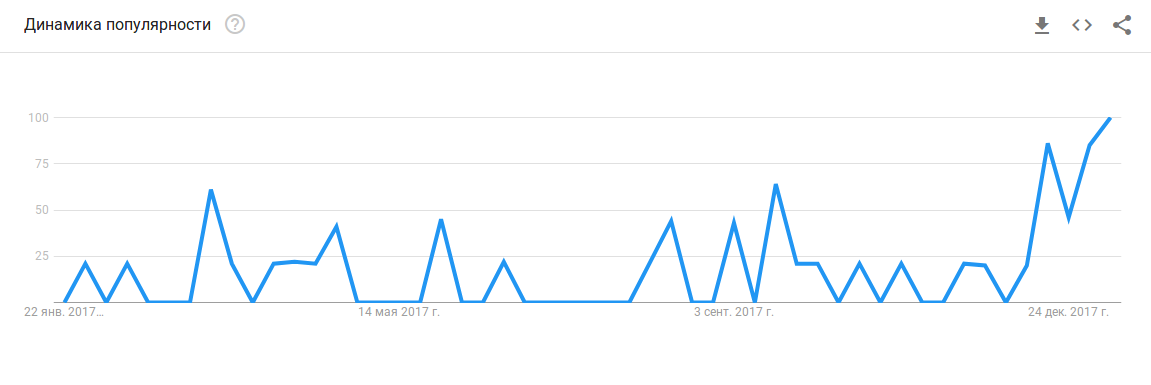 Динамика популярности ?
100
75
50
25
22 янв. 2017…
14 мая 2017 г.
3 сент. 2017 г.
24 дек. 2017 г.